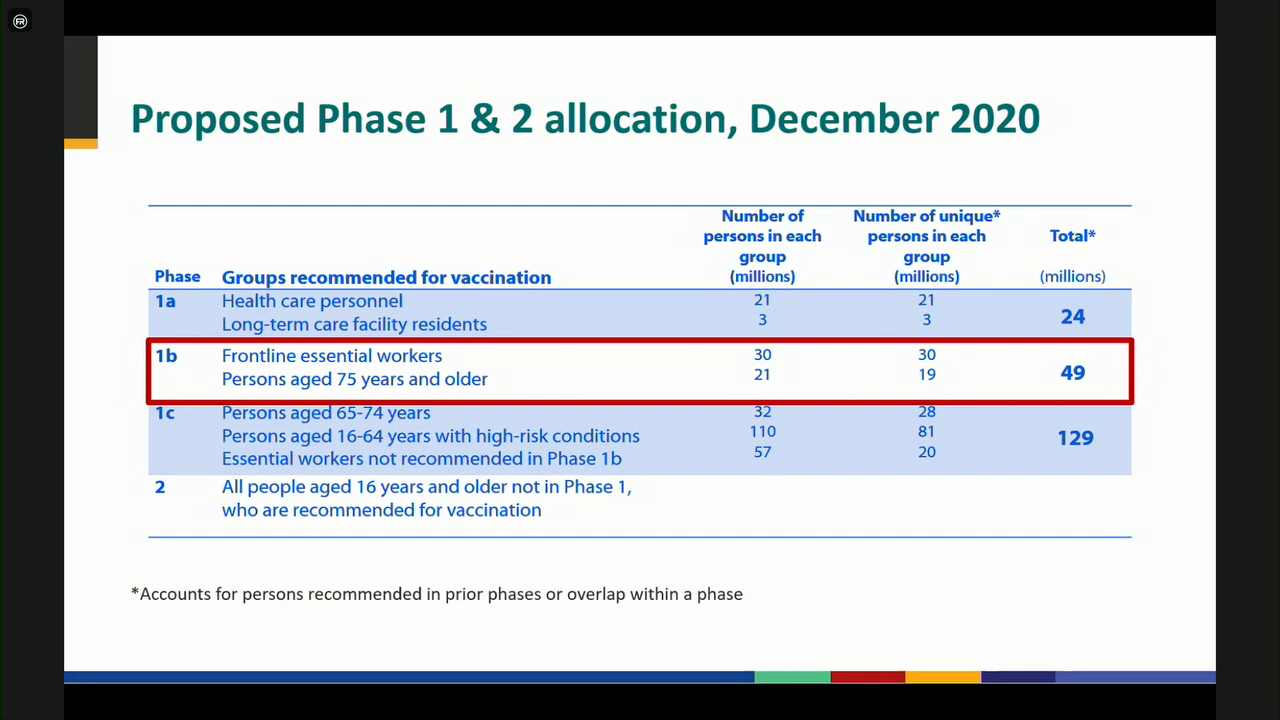 FR
Proposed Phase 1 & 2 allocation, December 2020
Phase
Groups recommended for vaccination
Number of
persons in each
group
(millions)
Number of unique*
persons in each
group
(millions)
Total*
(millions)
1a
Health care personnel 21 21
Long-term care facility residents 3 3
24
1b
Frontline essential workers 30 30
Persons aged 75 years and older 21 19
49
1c
Persons aged 65-74 years 32 28
Persons aged 16-64 years with high-risk conditions 110 81
Essential workers not recommended in Phase 1b 57 20
129
2
All people aged 16 years and older not in Phase 1,
who are recommended for vaccination
*Accounts for persons recommended in prior phases or overlap within a phase